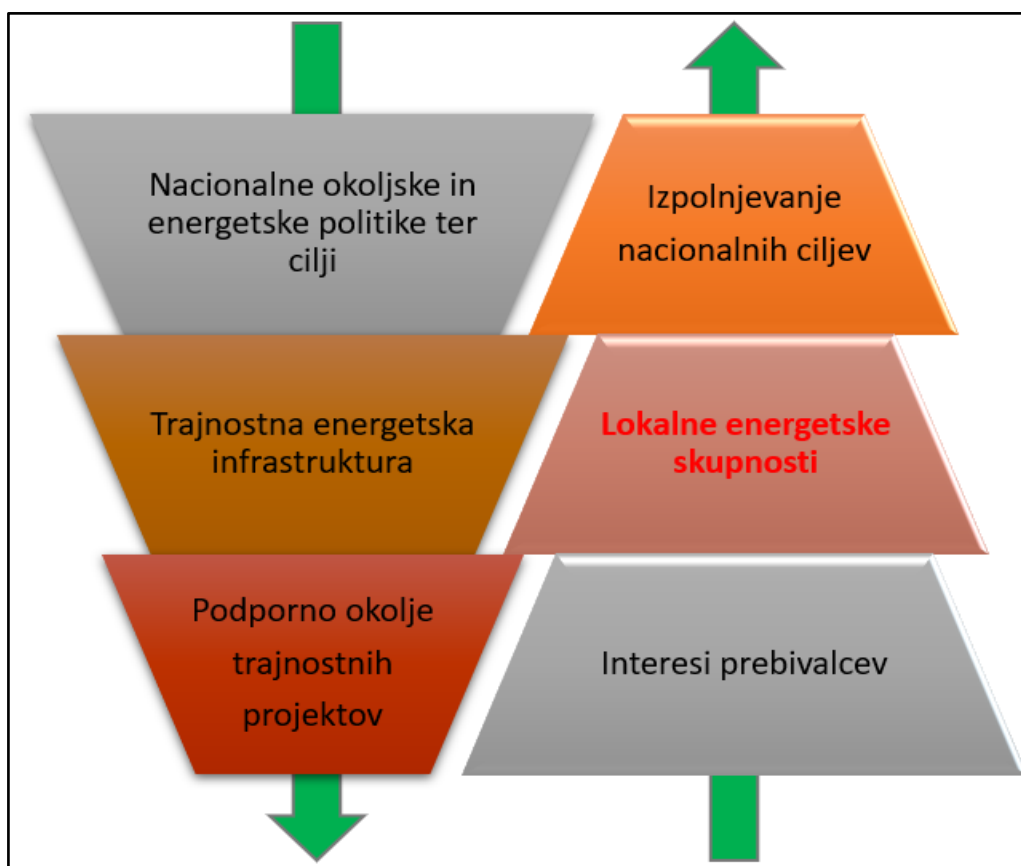 Nacionalne okoljske in
energetske politike ter
cilji
Trajnostna energetska
infrastruktura
Podporno okolje
trajnostnih
projektov
Izpolnjevanje
nacionalnih ciljev
Lokalne energetske
skupnosti
Interesi prebivalcev